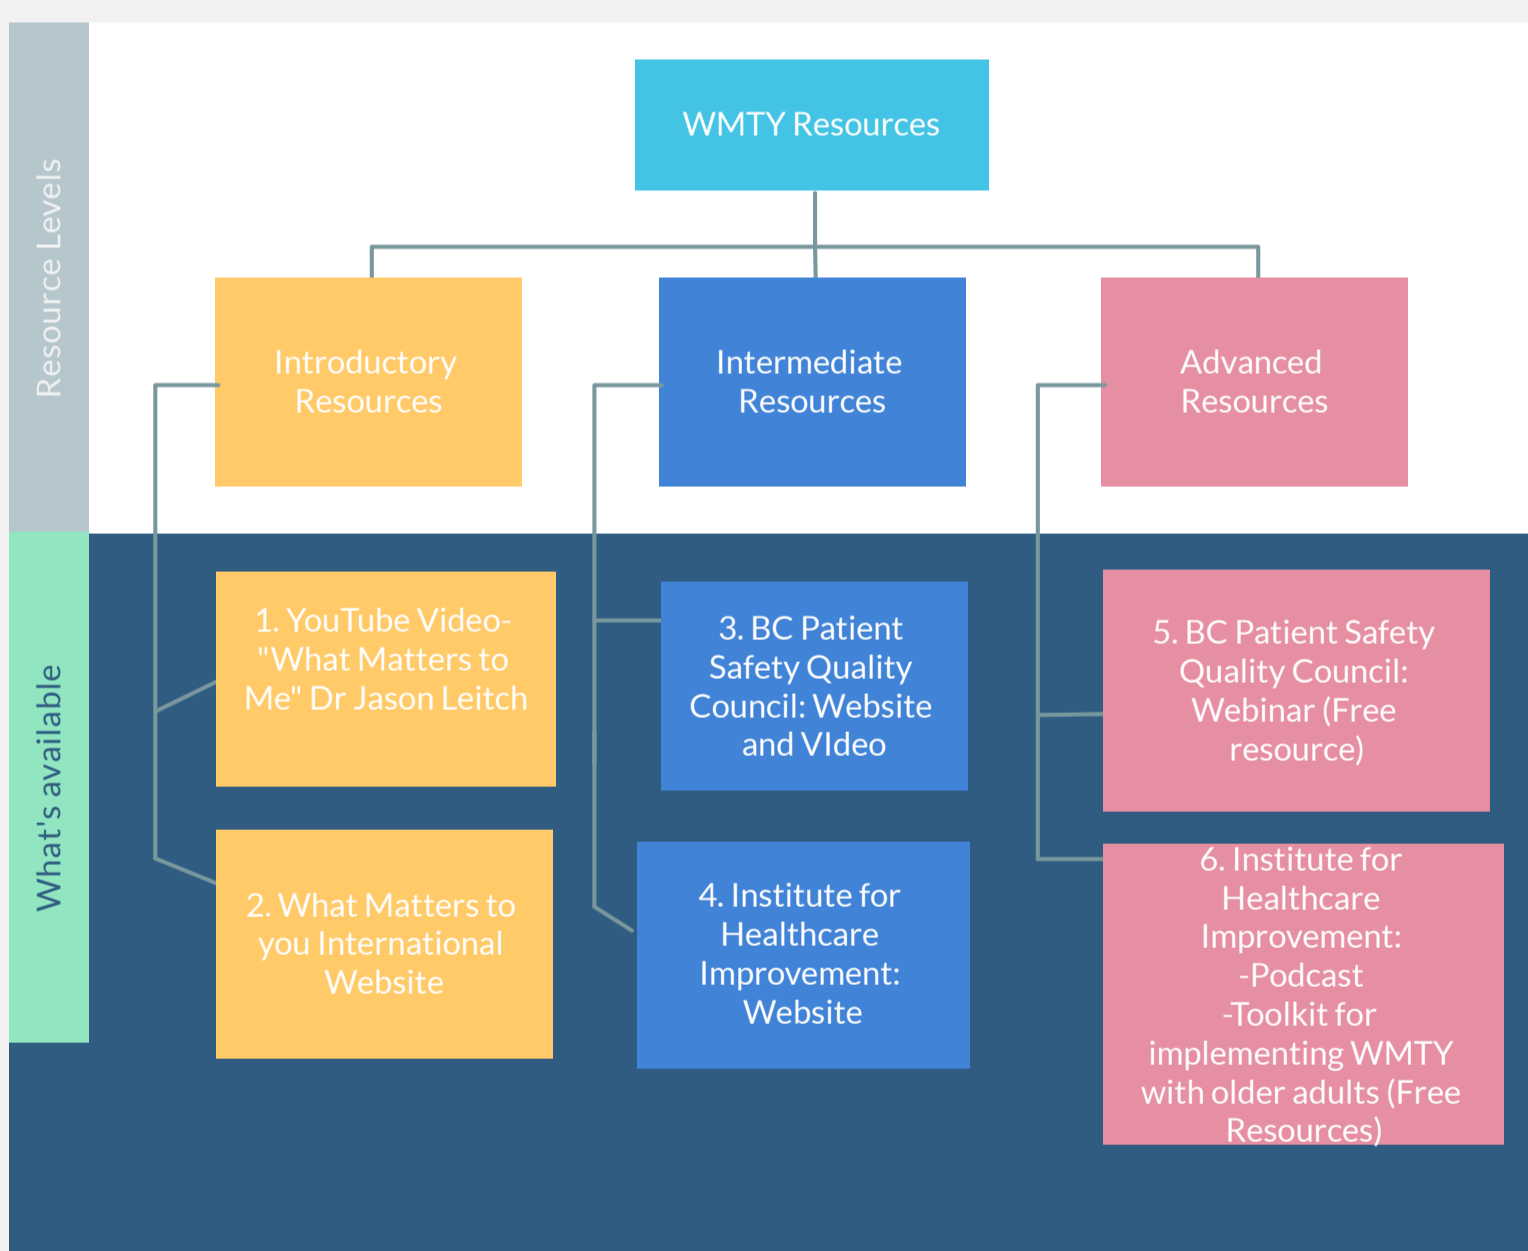 Resource Levels
WMTY Resources
Introductory
Resources
Intermediate
Resources
Advanced
Resources
What's available
1. YouTube Video-
"What Matters to
Me" Dr Jason Leitch
2. What Matters to
you International
Website
3. BC Patient
Safety Quality
Council: Website
and VIdeo
4. Institute for
Healthcare
Improvement:
Website
5. BC Patient Safety
Quality Council:
Webinar (Free
resource)
6. Institute for
Healthcare
Improvement:
-Podcast
-Toolkit for
implementing WMTY
with older adults (Free
Resources)